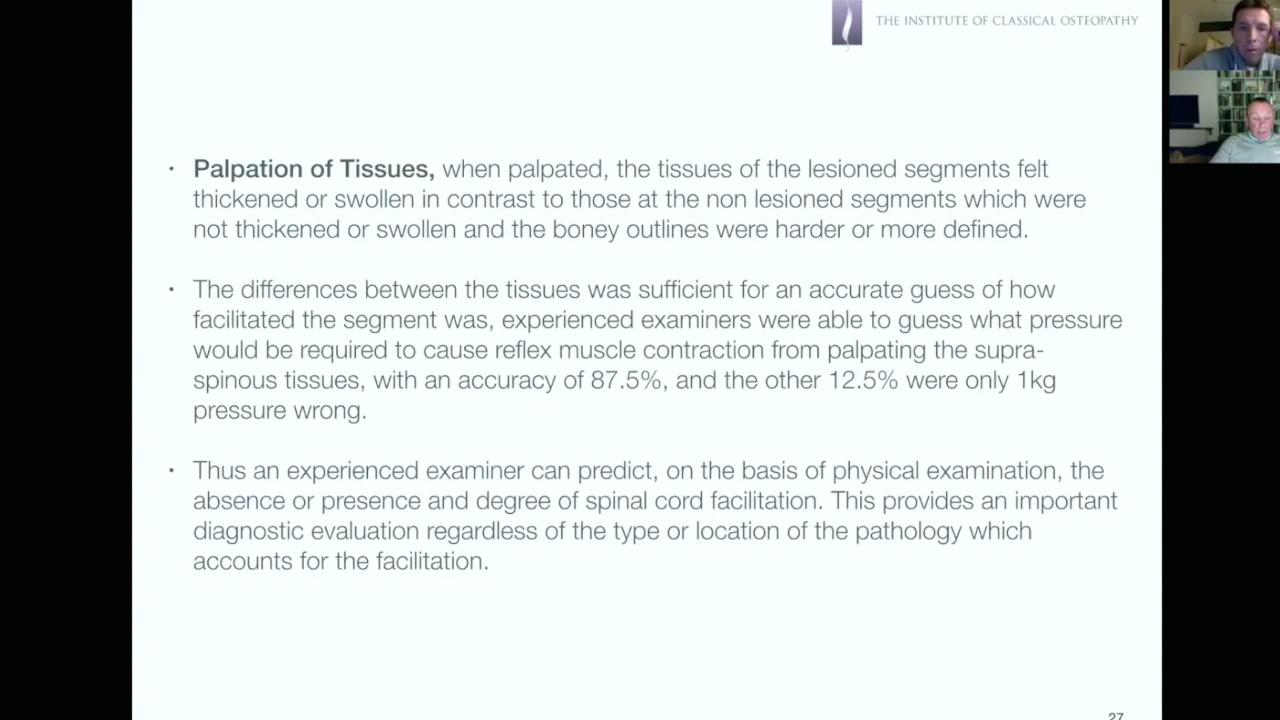 THE INSTITUTE OF CLASSICAL OSTEOPATHY
• Palpation of Tissues, when palpated, the tissues of the lesioned segments felt
thickened or swollen in contrast to those at the non lesioned segments which were
not thickened or swollen and the boney outlines were harder or more defined.
• The differences between the tissues was sufficient for an accurate guess of how
facilitated the segment was, experienced examiners were able to guess what pressure
would be required to cause reflex muscle contraction from palpating the supra-
spinous tissues, with an accuracy of 87.5%, and the other 12.5% were only 1kg
pressure wrong.
• Thus an experienced examiner can predict, on the basis of physical examination, the
absence or presence and degree of spinal cord facilitation. This provides an important
diagnostic evaluation regardless of the type or location of the pathology which
accounts for the facilitation.
27